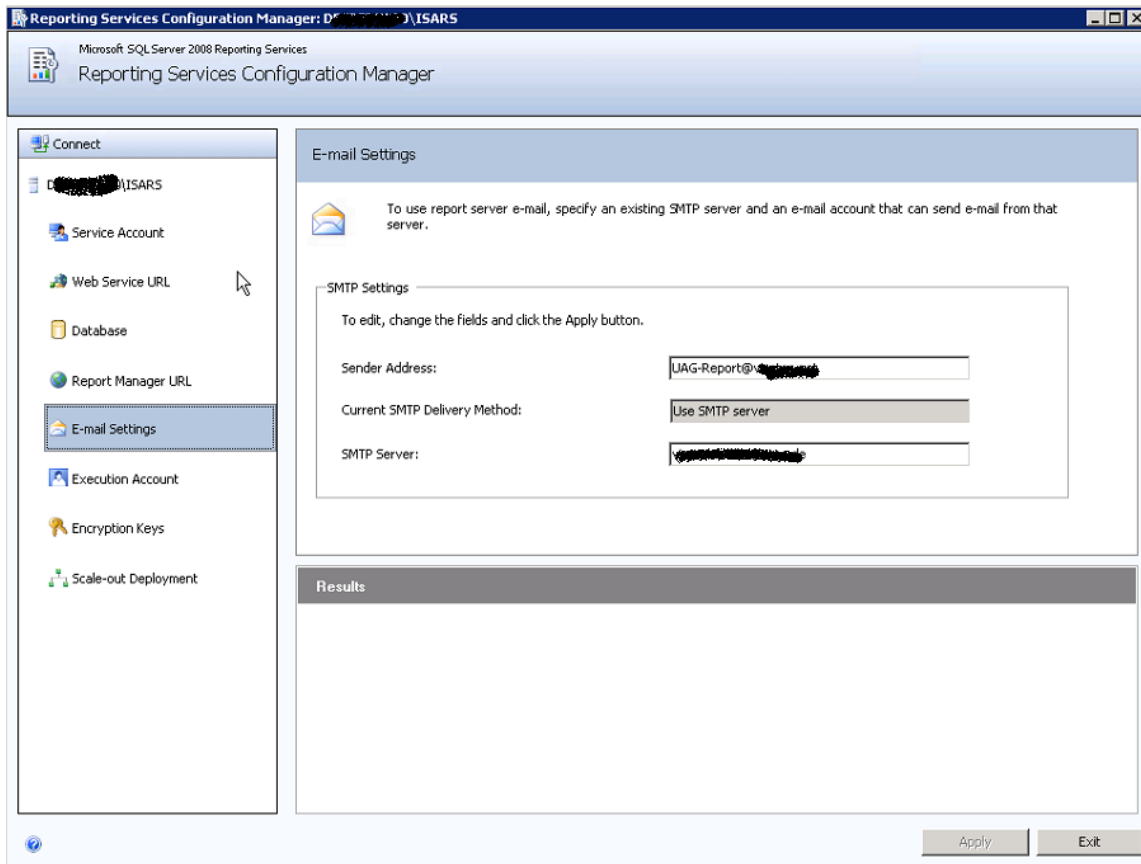 Reporting Services Configuration Manager: D \ISARS
Microsoft SQL Server 2008 Reporting Services
Reporting Services Configuration Manager
Connect
D \ISARS
Service Account
Web Service URL
Database
Report Manager URL
E-mail Settings
Execution Account
Encryption Keys
Scale-out Deployment
E-mail Settings
To use report server e-mail, specify an existing SMTP server and an e-mail account that can send e-mail from that
server.
SMTP Settings
To edit, change the fields and click the Apply button.
Sender Address:
UAG-Report@
Current SMTP Delivery Method:
Use SMTP server
SMTP Server:
Results
Apply
Exit